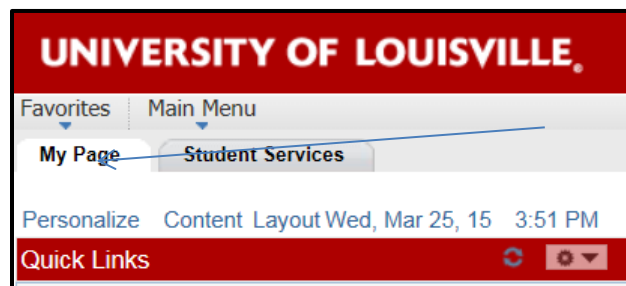 UNIVERSITY OF LOUISVILLE®
Favorites Main Menu
My Page Student Services
Personalize Content Layout Wed, Mar 25, 15 3:51 PM
Quick Links